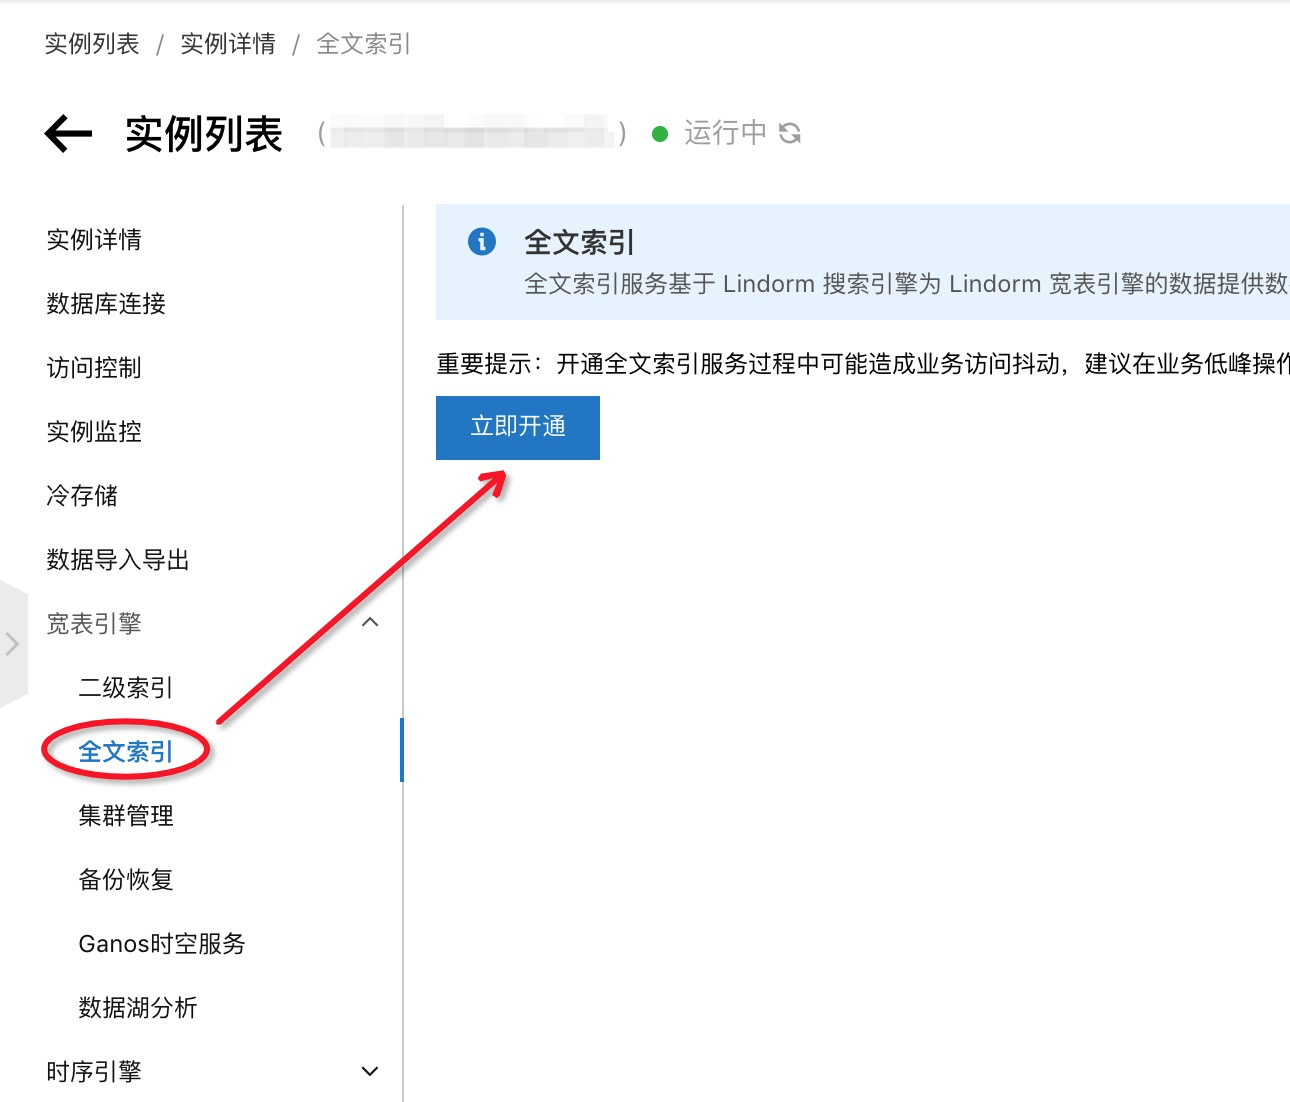 实例列表 / 实例详情 / 全文索引
实例列表 ( ) 运行中
实例详情
数据库连接
访问控制
实例监控
冷存储
数据导入导出
宽表引擎
二级索引
全文索引
集群管理
备份恢复
Ganos时空服务
数据湖分析
时序引擎
全文索引
全文索引服务基于 Lindorm 搜索引擎为 Lindorm 宽表引擎的数据提供数
重要提示：开通全文索引服务过程中可能造成业务访问抖动，建议在业务低峰操作
立即开通